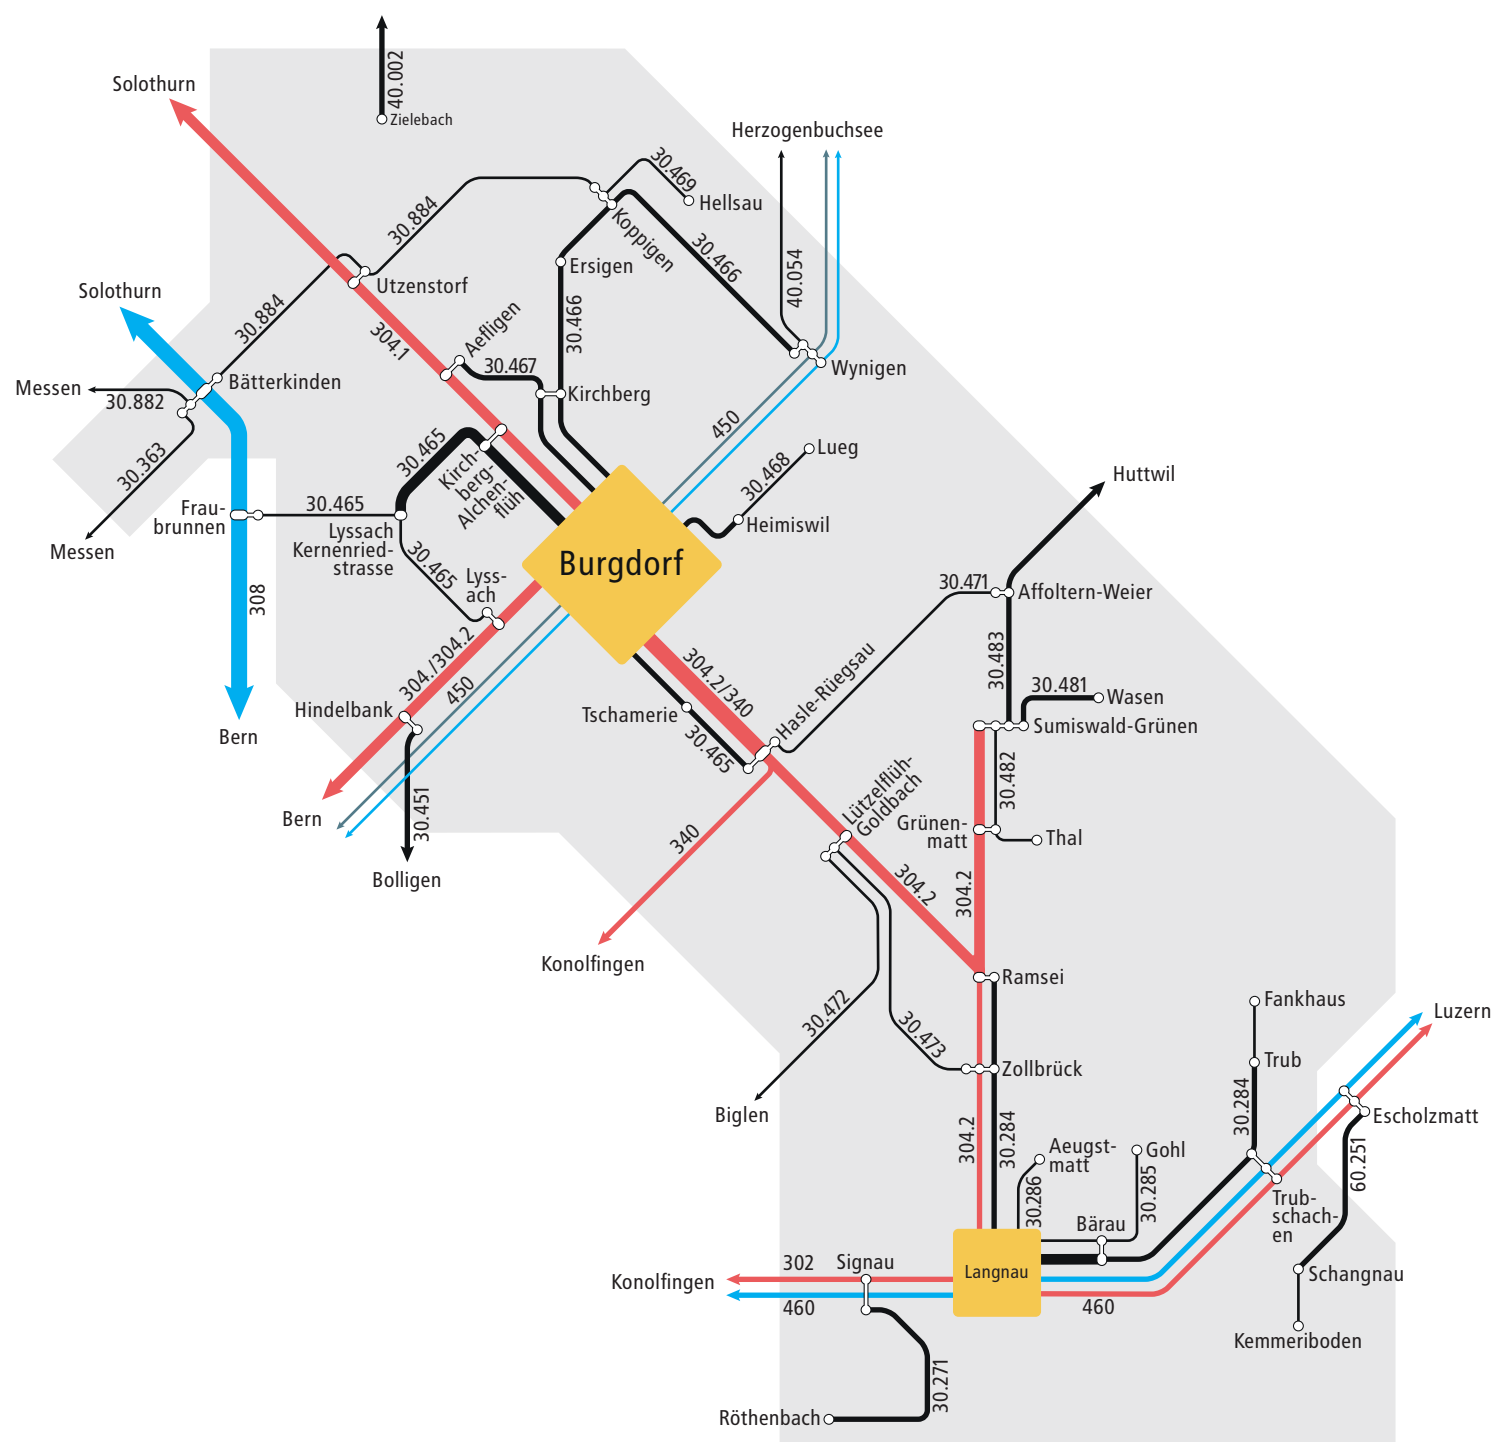 40.002
Solothurn
Zielebach
Herzogenbuchsee
30.469
Hellsau
30.884
Koppigen
30.466
40.054
Ersigen
Utzenstorf
Solothurn
30.884
304.1
Aefligen
30.466
30.467
Kirchberg
Wynigen
Messen
30.882
Bätterkinden
450
Lueg
30.468
30.465
Kirch-
berg-
Alchen-
flüh
30.363
Huttwil
Frau-
brunnen
30.465
Lyssach
Kernenried-
strasse
Heimiswil
Messen
Burgdorf
30.465
Lyss-
ach
308
30.471
Affoltern-Weier
304./304.2
450
304.2/340
Hasle-Rüegsau
30.483
30.481
Wasen
Hindelbank
Tschamerie
Sumiswald-Grünen
Bern
30.465
30.482
Lützelflüh-
Goldbach
Bern
30.451
340
Grünen-
matt
Thal
Bolligen
304.2
304.2
Konolfingen
Ramsei
Fankhaus
Luzern
30.472
30.473
Zollbrück
Trub
Biglen
30.284
Escholzmatt
304.2
30.284
Aeugst-
matt
Gohl
60.251
30.286
30.285
Bärau
Trub-
schach-
en
302
Signau
Langnau
Konolfingen
Schangnau
460
460
Kemmeriboden
30.271
Röthenbach